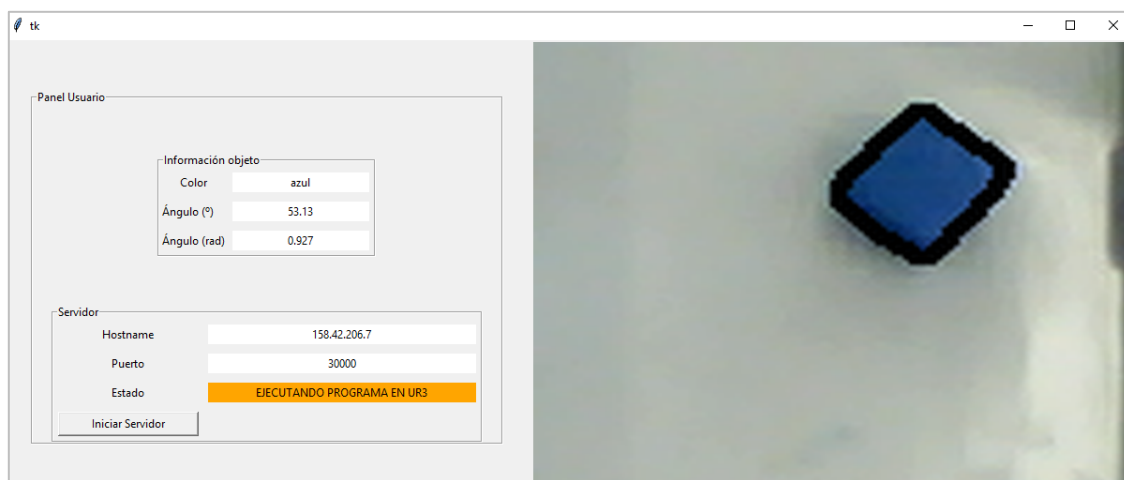 tk
Panel Usuario
Información objeto
Color azul
Ángulo (º) 53.13
Ángulo (rad) 0.927
Servidor
Hostname 158.42.206.7
Puerto 30000
Estado EJECUTANDO PROGRAMA EN UR3
Iniciar Servidor